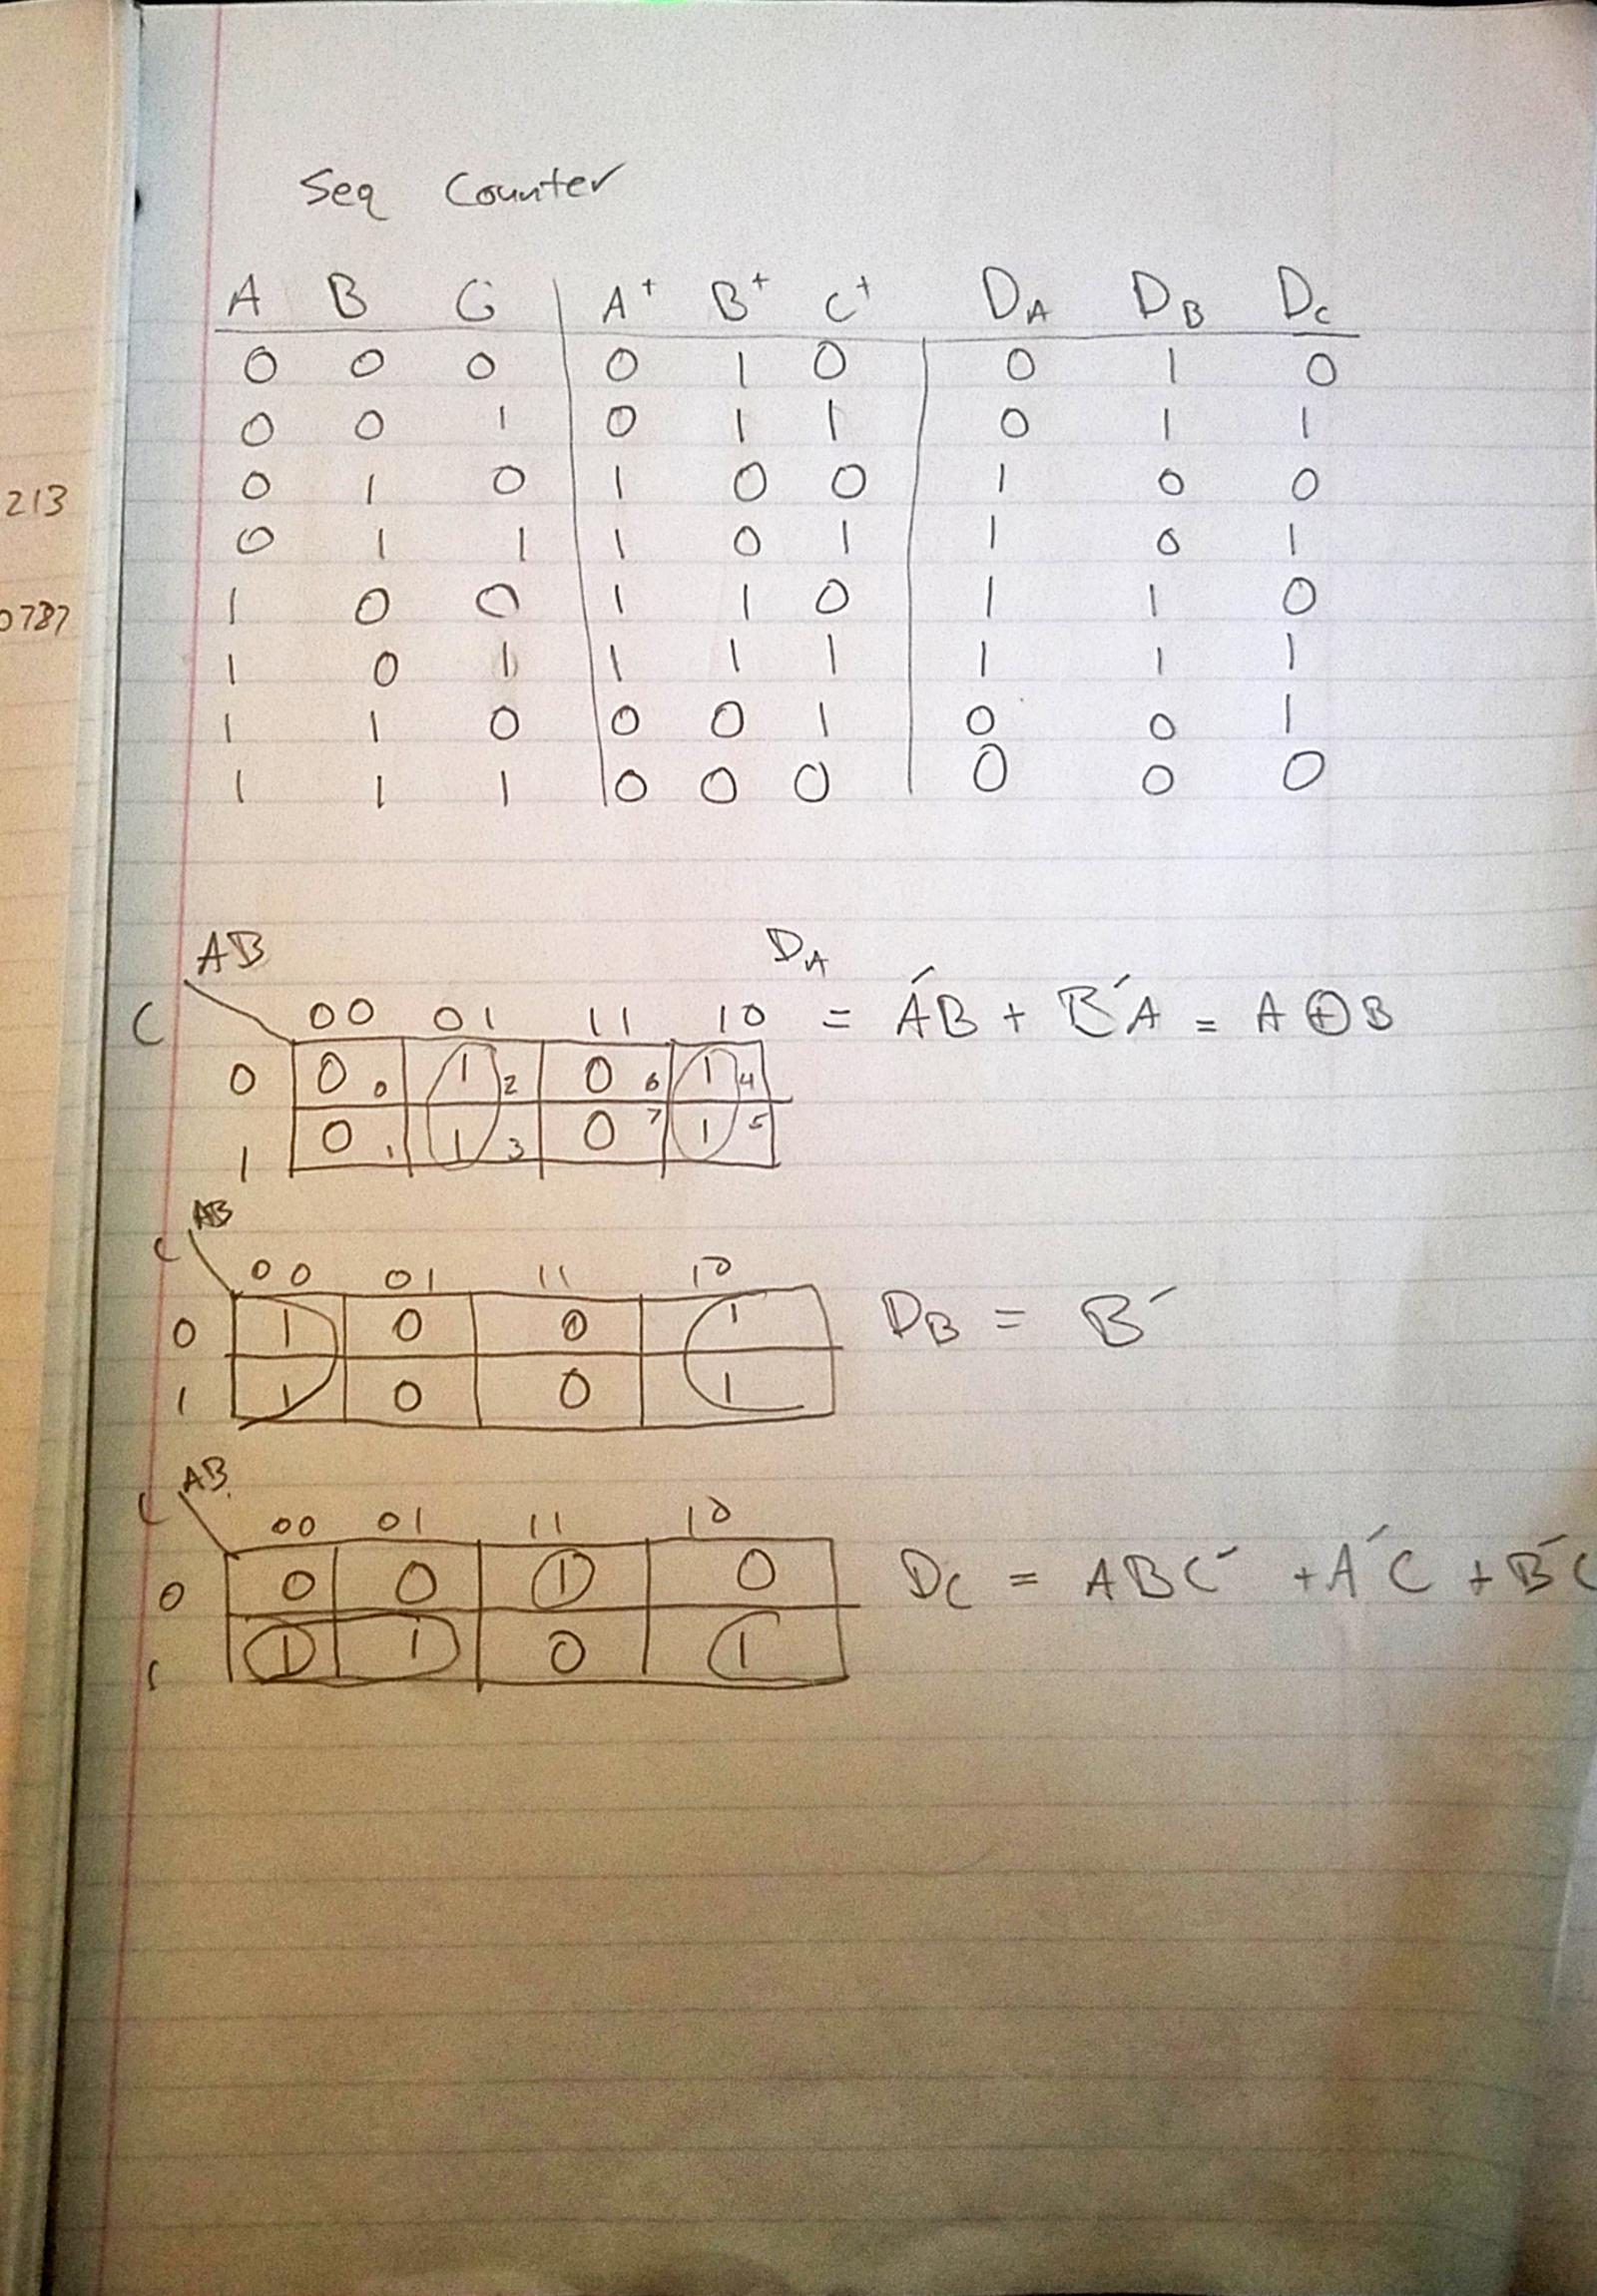 Seq Counter
A B C A⁺ B⁺ C⁺ D_A D_B D_C
0 0 0 0 1 0 0 1 0
0 0 1 0 1 1 0 1 1
213
0 1 0 1 0 0 1 0 0
0 1 1 1 0 1 1 0 1
0787
1 0 0 1 1 0 1 1 0
1 0 1 1 1 1 1 1 1
1 1 0 0 0 1 0 0 1
1 1 1 0 0 0 0 0 0
AB D_A
C 00 01 11 10 = A'B + B'A = A ⊕ B
0 0 0 1 2 0 6 1 4
1 0 1 1 3 0 7 1 5
AB
C 00 01 11 10
0 1 0 0 1 D_B = B'
1 1 0 0 1
AB
C 00 01 11 10
0 0 0 1 0 D_C = ABC' + A'C + B'C
1 1 1 0 1